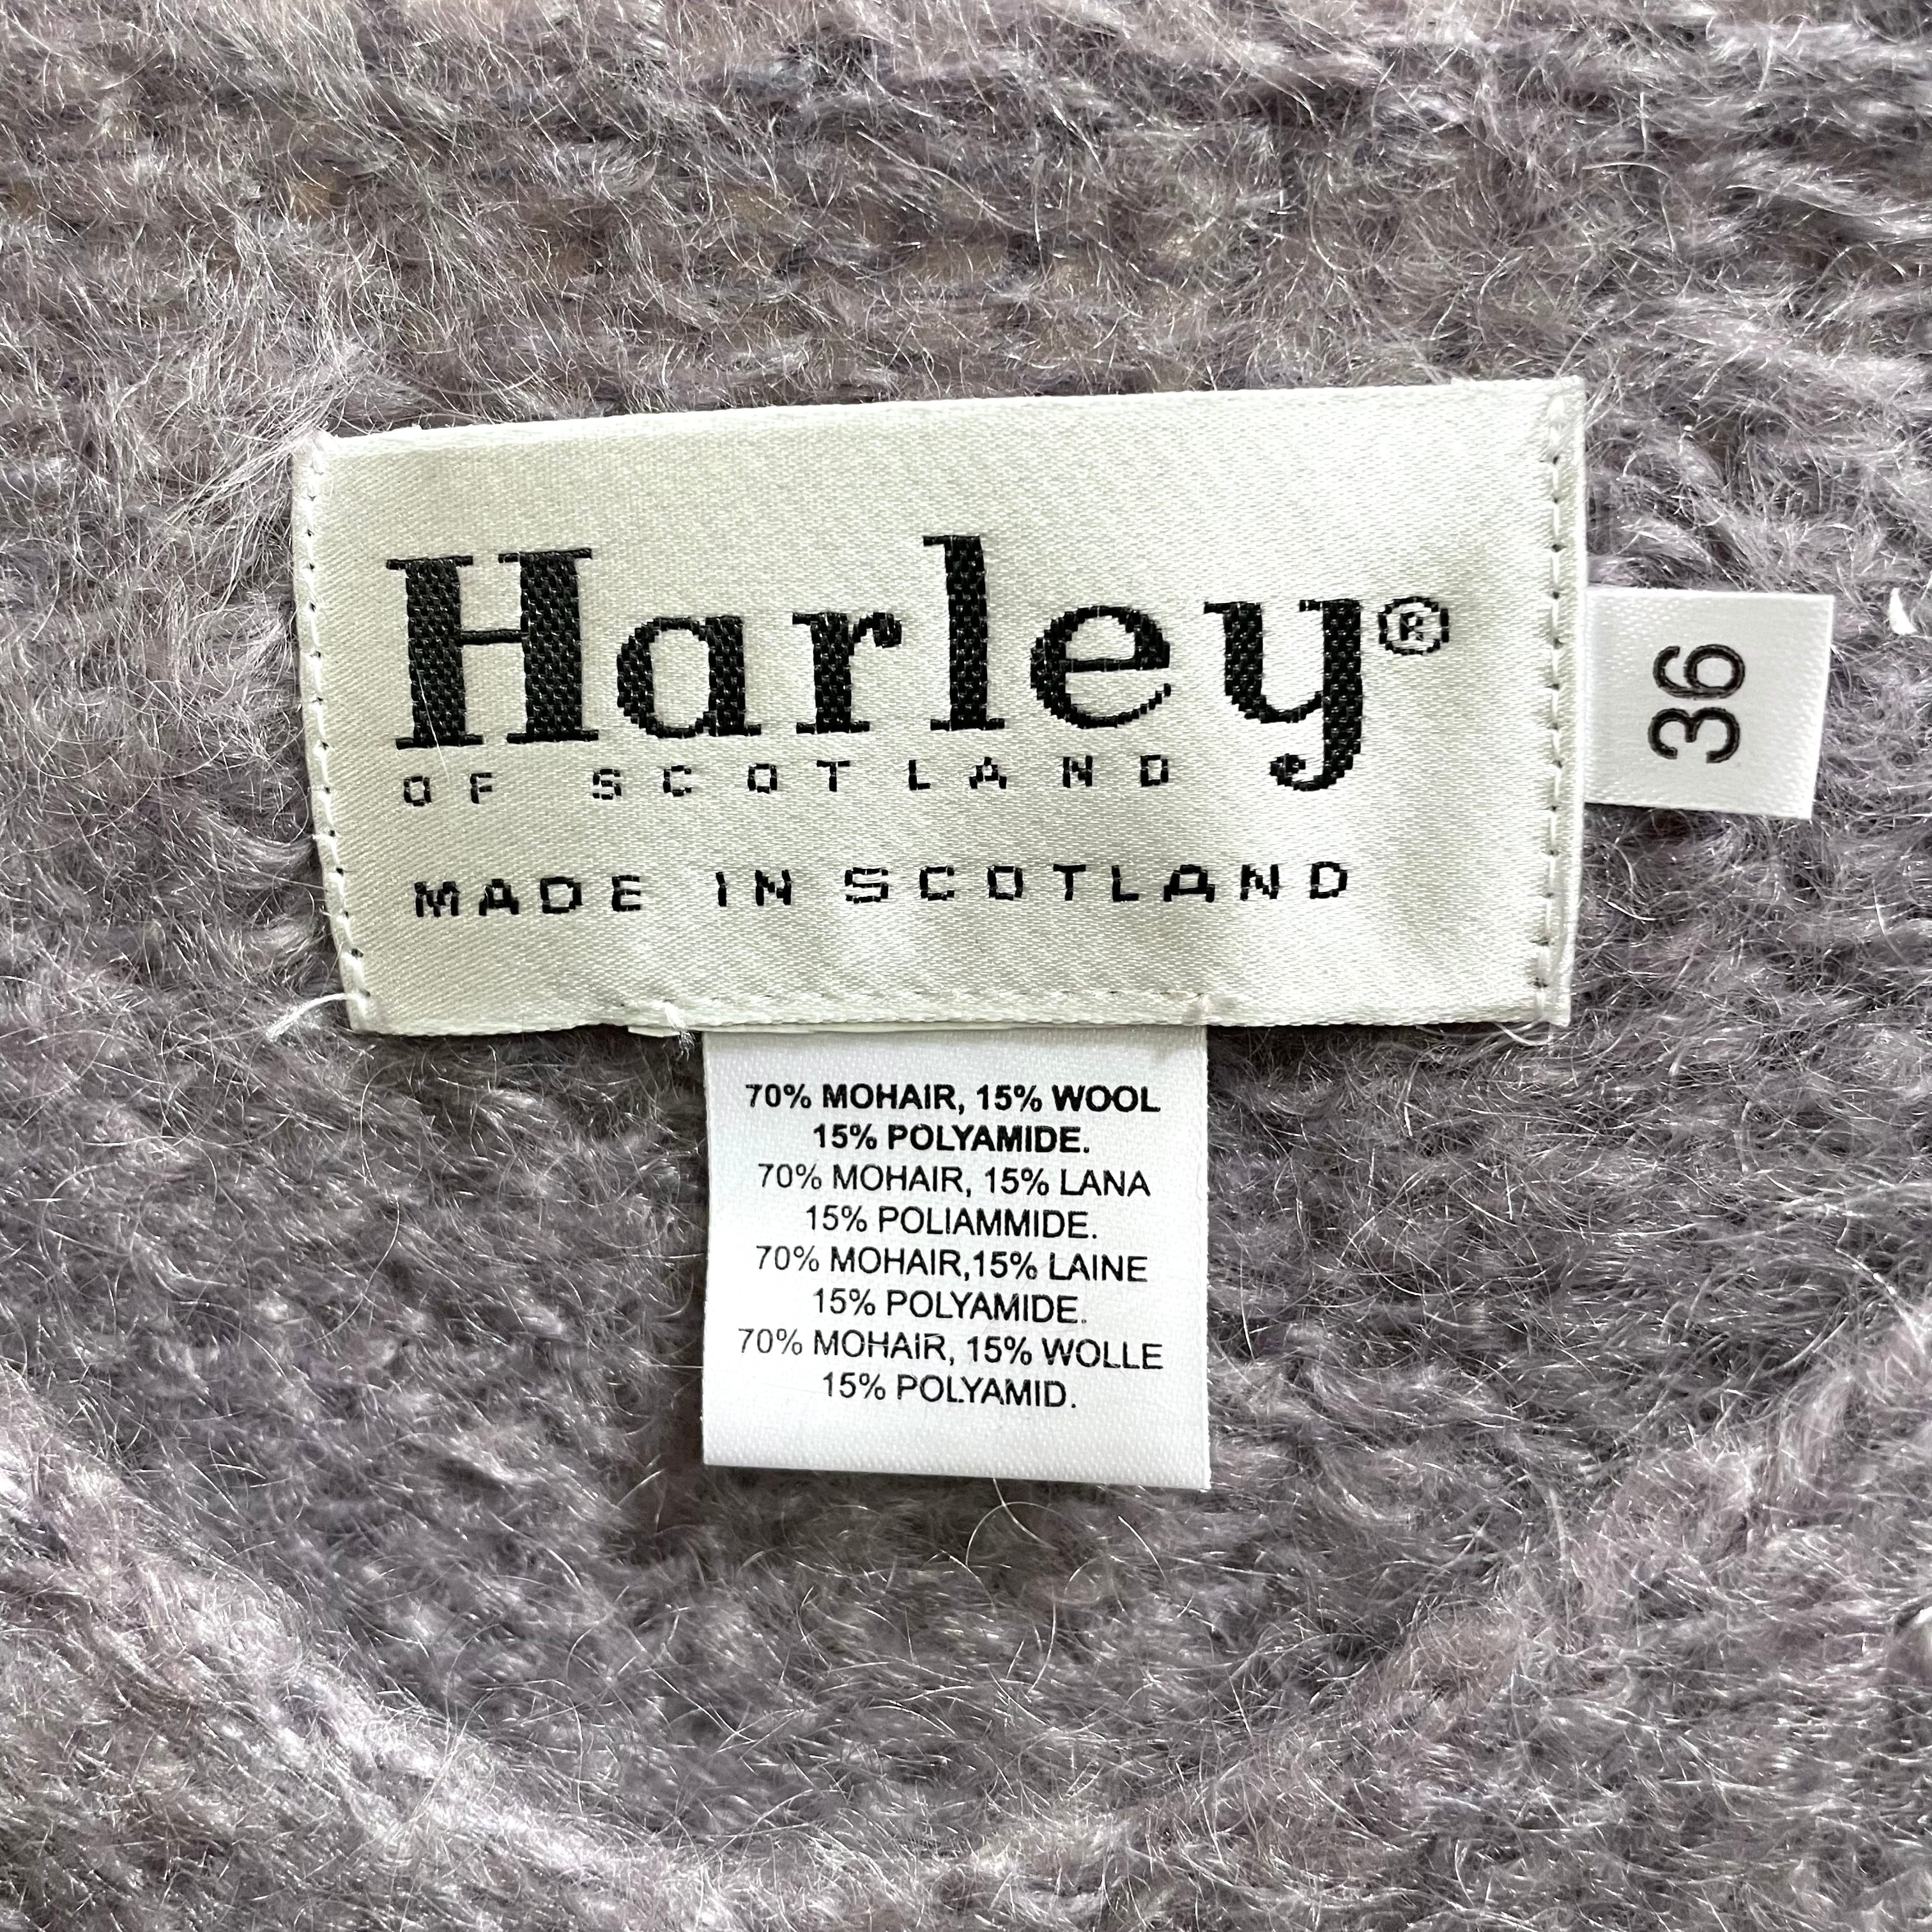 Harley®
OF SCOTLAND
MADE IN SCOTLAND
36
70% MOHAIR, 15% WOOL
15% POLYAMIDE.
70% MOHAIR, 15% LANA
15% POLIAMMIDE.
70% MOHAIR,15% LAINE
15% POLYAMIDE.
70% MOHAIR, 15% WOLLE
15% POLYAMID.